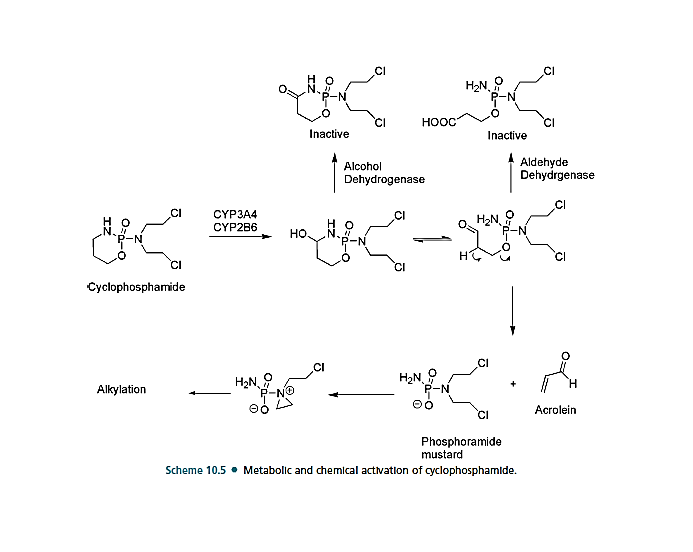 O H N P O N Cl O Cl
Inactive
H₂N O P N Cl O Cl HOOC
Inactive
Alcohol
Dehydrogenase
Aldehyde
Dehydrgenase
H N O P N Cl O Cl
Cyclophosphamide
CYP3A4
CYP2B6
HO H N O P N Cl O Cl
O H₂N O P N Cl O Cl H
H₂N O P N ⊕ Cl ⊖ O
Alkylation
H₂N O P N Cl ⊖ O Cl
Phosphoramide
mustard
+
O H
Acrolein
Scheme 10.5 ● Metabolic and chemical activation of cyclophosphamide.